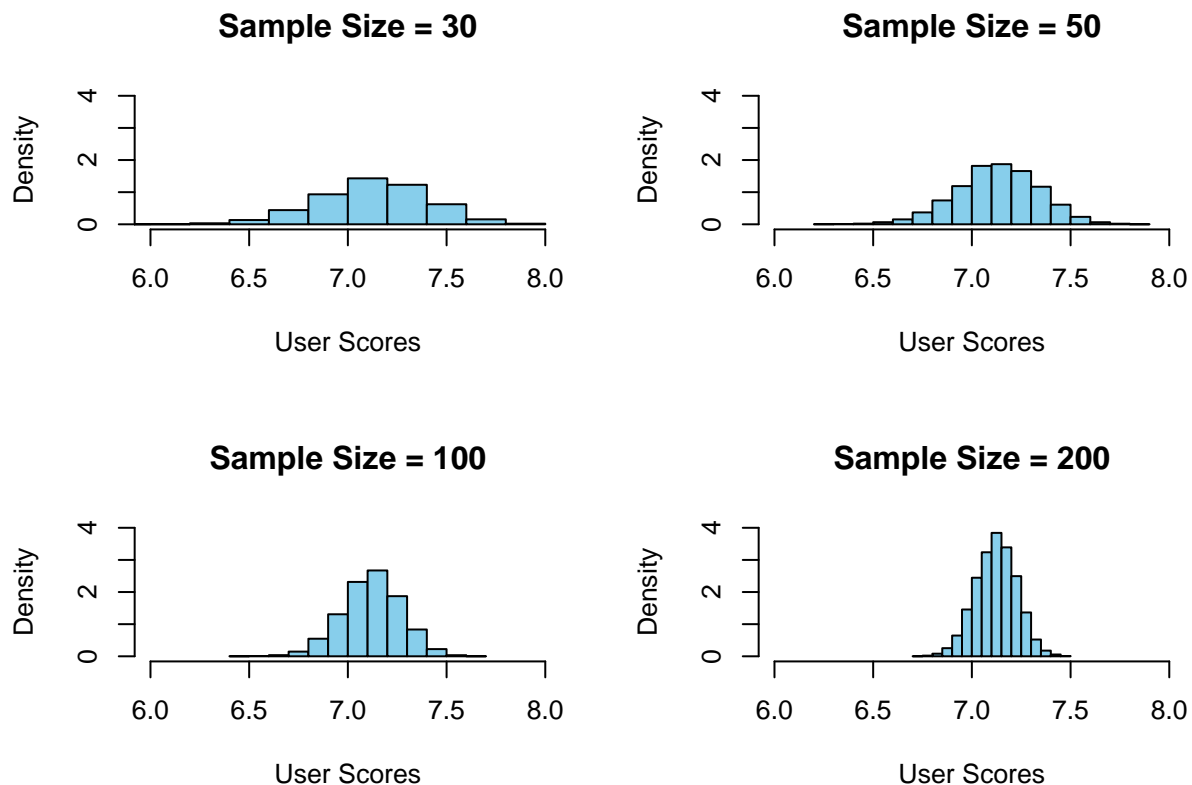 Sample Size = 30
Density
0 2 4
6.0 6.5 7.0 7.5 8.0
User Scores
Sample Size = 50
Density
0 2 4
6.0 6.5 7.0 7.5 8.0
User Scores
Sample Size = 100
Density
0 2 4
6.0 6.5 7.0 7.5 8.0
User Scores
Sample Size = 200
Density
0 2 4
6.0 6.5 7.0 7.5 8.0
User Scores